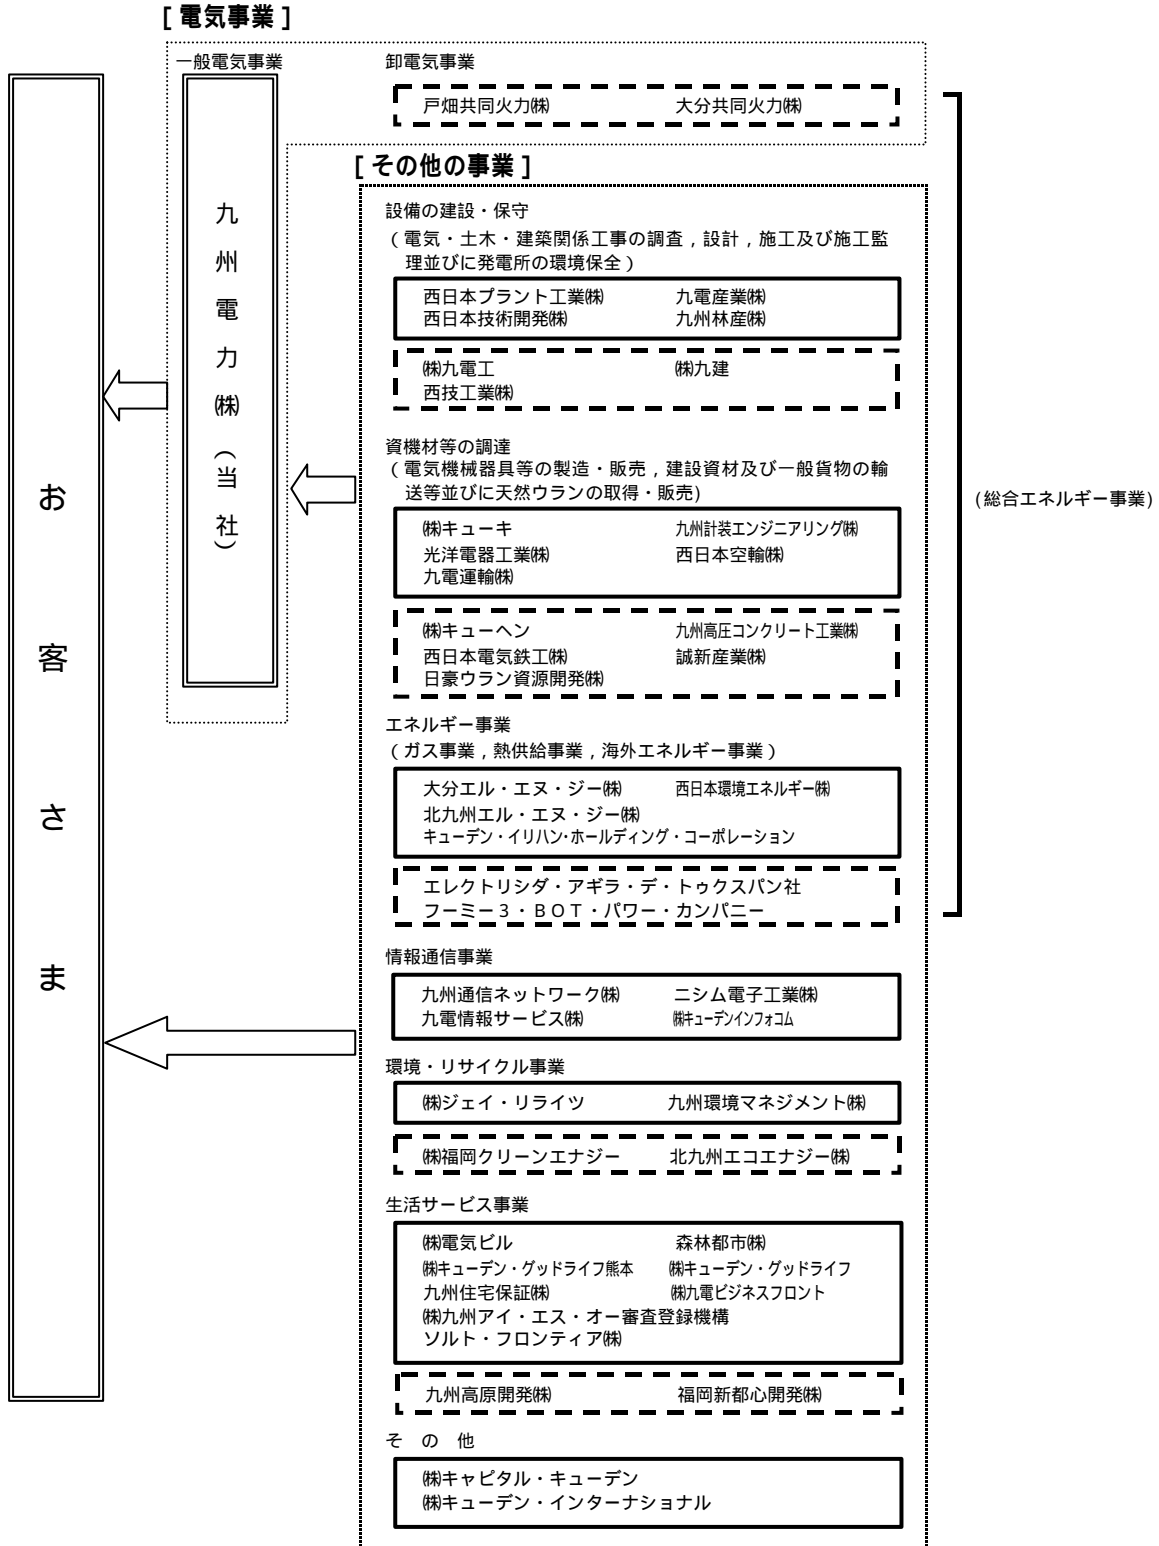 [ 電気事業 ]
一般電気事業
卸電気事業
戸畑共同火力㈱ 大分共同火力㈱
[ その他の事業 ]
設備の建設・保守
（電気・土木・建築関係工事の調査，設計，施工及び施工監
理並びに発電所の環境保全）
西日本プラント工業㈱ 九電産業㈱
西日本技術開発㈱ 九州林産㈱
㈱九電工 ㈱九建
西技工業㈱
資機材等の調達
（電気機械器具等の製造・販売，建設資材及び一般貨物の輸
送等並びに天然ウランの取得・販売)
㈱キューキ 九州計装エンジニアリング㈱
光洋電器工業㈱ 西日本空輸㈱
九電運輸㈱
㈱キューヘン 九州高圧コンクリート工業㈱
西日本電気鉄工㈱ 誠新産業㈱
日豪ウラン資源開発㈱
エネルギー事業
（ガス事業，熱供給事業，海外エネルギー事業）
大分エル・エヌ・ジー㈱ 西日本環境エネルギー㈱
北九州エル・エヌ・ジー㈱
キューデン・イリハン・ホールディング・コーポレーション
エレクトリシダ・アギラ・デ・トゥクスパン社
フーミー３・ＢＯＴ・パワー・カンパニー
情報通信事業
九州通信ネットワーク㈱ ニシム電子工業㈱
九電情報サービス㈱ ㈱キューデンインフォコム
環境・リサイクル事業
㈱ジェイ・リライツ 九州環境マネジメント㈱
㈱福岡クリーンエナジー 北九州エコエナジー㈱
生活サービス事業
㈱電気ビル 森林都市㈱
㈱キューデン・グッドライフ熊本 ㈱キューデン・グッドライフ
九州住宅保証㈱ ㈱九電ビジネスフロント
㈱九州アイ・エス・オー審査登録機構
ソルト・フロンティア㈱
九州高原開発㈱ 福岡新都心開発㈱
そ の 他
㈱キャピタル・キューデン
㈱キューデン・インターナショナル
九州電力㈱（当社）
お客さま
(総合エネルギー事業)